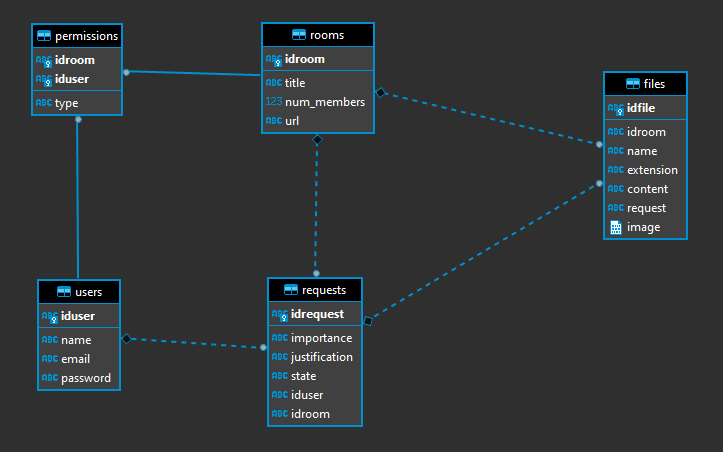 permissions
ABC idroom
ABC iduser
ABC type
rooms
ABC idroom
ABC title
123 num_members
ABC url
files
ABC idfile
ABC idroom
ABC name
ABC extension
ABC content
ABC request
image
users
ABC iduser
ABC name
ABC email
ABC password
requests
ABC idrequest
ABC importance
ABC justification
ABC state
ABC iduser
ABC idroom